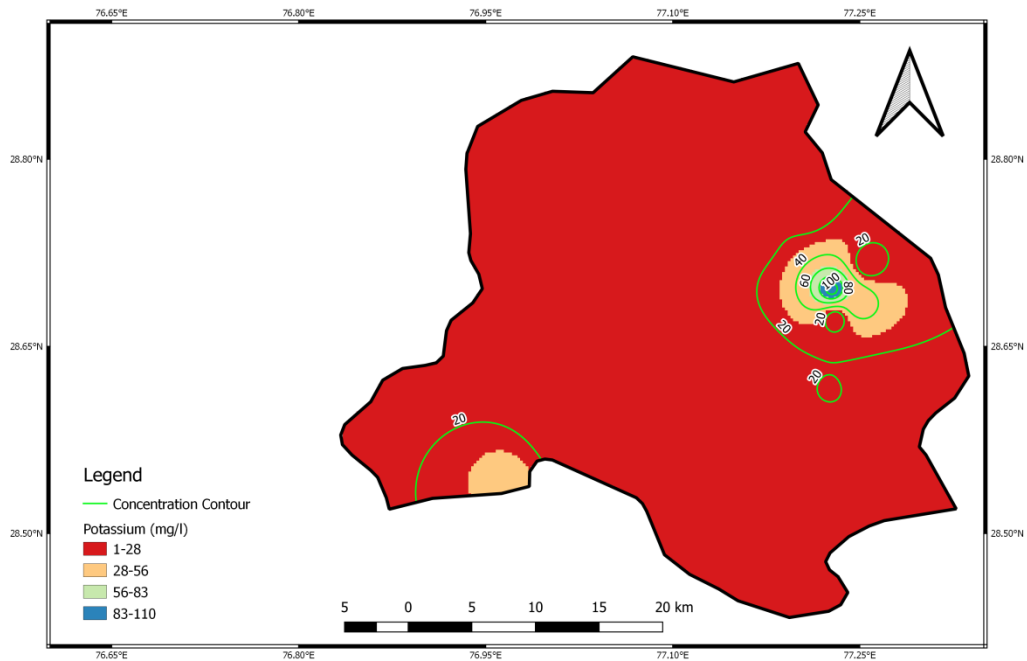 76.65°E 76.80°E 76.95°E 77.10°E 77.25°E
28.80°N 28.80°N
20
40
60 100 80
20
20
28.65°N 28.65°N
20
20
Legend
Concentration Contour
Potassium (mg/l)
1-28
28-56
56-83
83-110
28.50°N 28.50°N
5 0 5 10 15 20 km
76.65°E 76.80°E 76.95°E 77.10°E 77.25°E